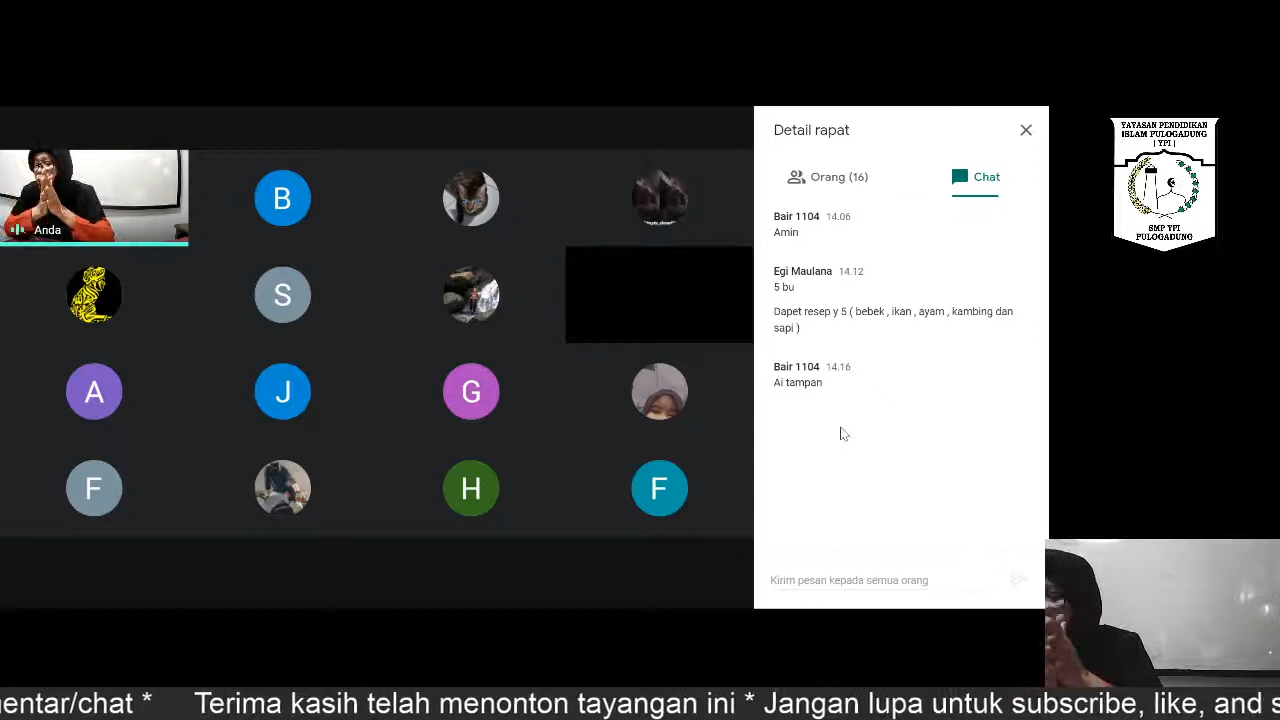 Anda
B
S
A
J
G
F
H
F
Detail rapat
Orang (16)
Chat
Bair 1104 14.06
Amin
Egi Maulana 14.12
5 bu
Dapet resep y 5 ( bebek , ikan , ayam , kambing dan
sapi )
Bair 1104 14.16
Ai tampan
Kirim pesan kepada semua orang
YAYASAN PENDIDIKAN
ISLAM PULOGADUNG
( YPI )
SMP YPI
PULOGADUNG
mentar/chat * Terima kasih telah menonton tayangan ini * Jangan lupa untuk subscribe, like, and s